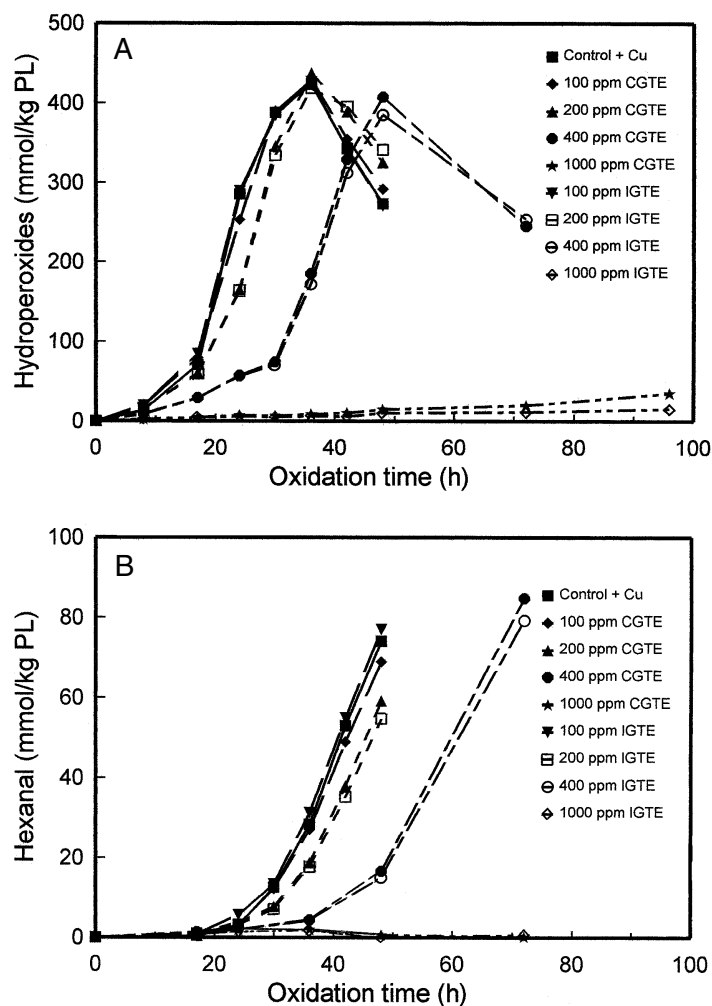 A
Hydroperoxides (mmol/kg PL)
500
400
300
200
100
0
0 20 40 60 80 100
Oxidation time (h)
Control + Cu
100 ppm CGTE
200 ppm CGTE
400 ppm CGTE
1000 ppm CGTE
100 ppm IGTE
200 ppm IGTE
400 ppm IGTE
1000 ppm IGTE
B
Hexanal (mmol/kg PL)
100
80
60
40
20
0
0 20 40 60 80 100
Oxidation time (h)
Control + Cu
100 ppm CGTE
200 ppm CGTE
400 ppm CGTE
1000 ppm CGTE
100 ppm IGTE
200 ppm IGTE
400 ppm IGTE
1000 ppm IGTE